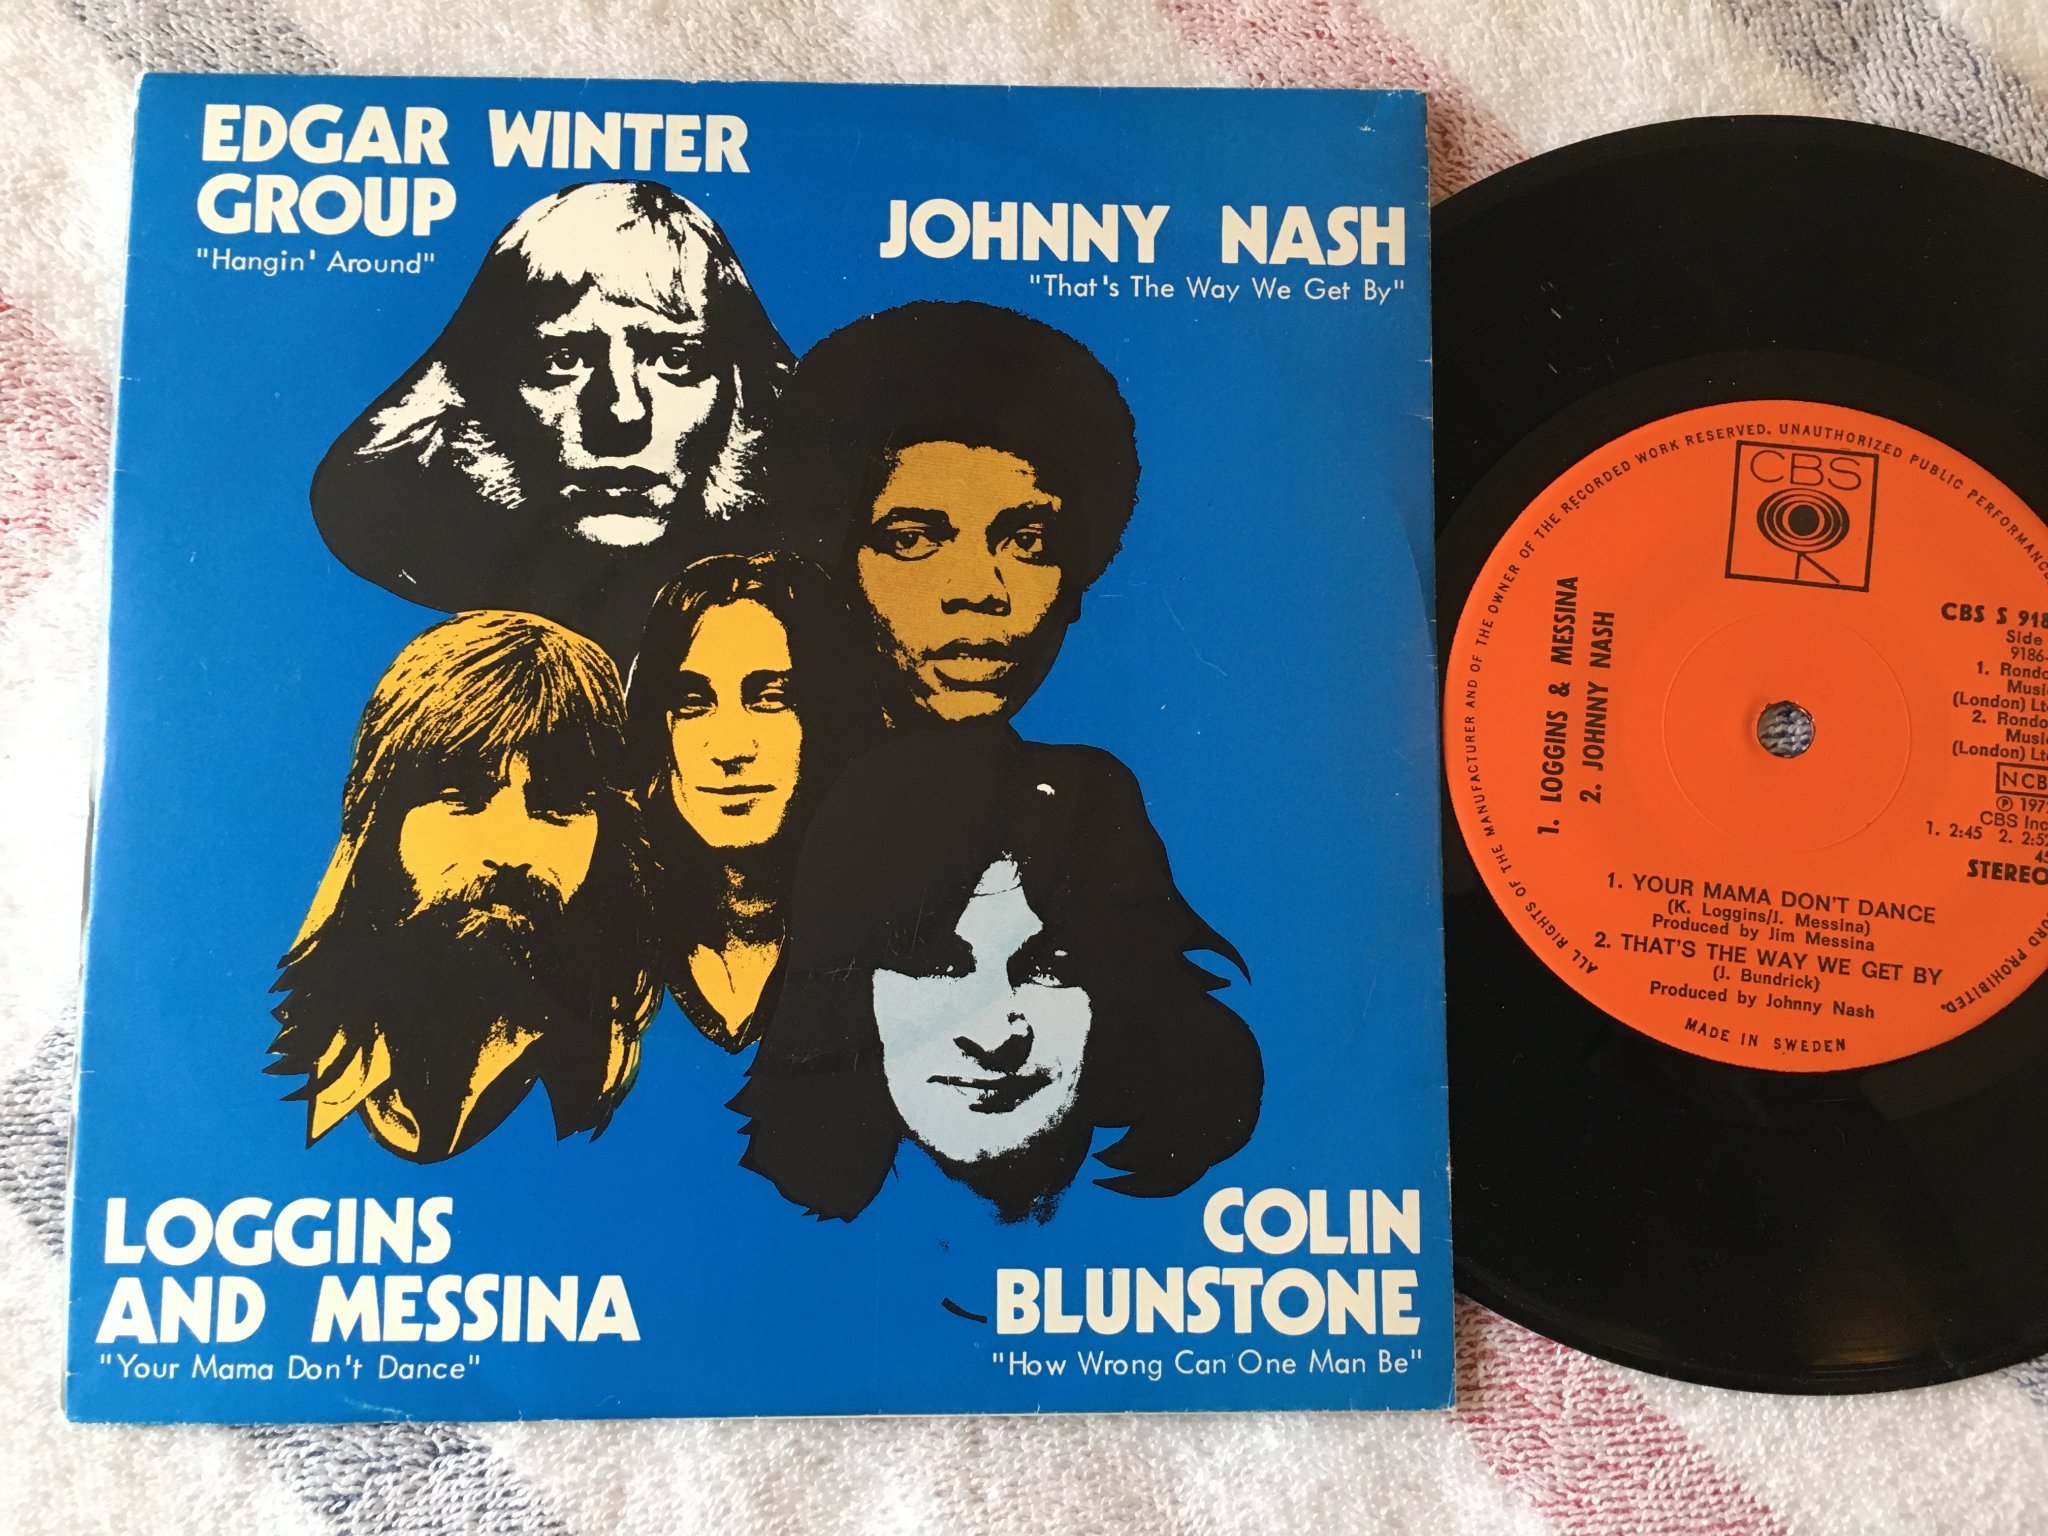 EDGAR WINTER
GROUP
"Hangin' Around"
JOHNNY NASH
"That's The Way We Get By"
LOGGINS
AND MESSINA
"Your Mama Don't Dance"
COLIN
BLUNSTONE
"How Wrong Can One Man Be"
ALL RIGHTS OF THE MANUFACTURER AND OF THE OWNER OF THE RECORDED WORK RESERVED. UNAUTHORIZED PUBLIC PERFORMANCE
PROHIBITED.
CBS
1. LOGGINS & MESSINA
2. JOHNNY NASH
CBS S 918
Side
9186-
1.
Music
(London)
2.
Music
(London)
NCB
℗
CBS Inc
1. 2:45 2.
STEREO
1. YOUR MAMA DON'T DANCE
(K. Loggins/J. Messina)
Produced by Jim Messina
2. THAT'S THE WAY WE GET BY
(J. Bundrick)
Produced by Johnny Nash
MADE IN SWEDEN